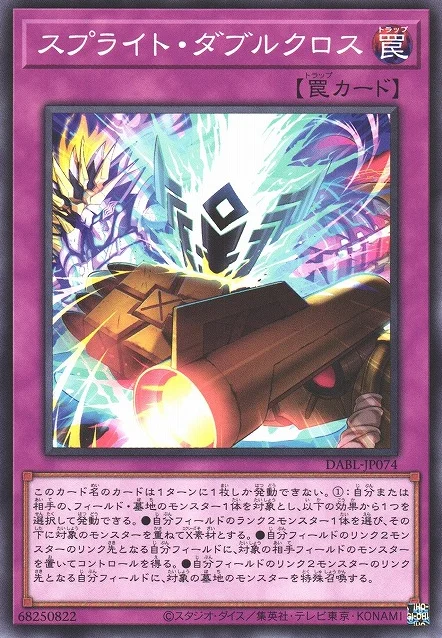 スプライト・ダブルクロス
トラップ
罠
トラップ
【罠カード】
DABL-JP074
このカード名のカードは1ターンに1枚しか発動できない。①:自分または
相手の、フィールド・墓地のモンスター1体を対象とし、以下の効果から1つを
選択して発動できる。●自分フィールドのランク2モンスター1体を選び、その
下に対象のモンスターを重ねてX素材とする。●自分フィールドのリンク2モンス
ターのリンク先となる自分フィールドに、対象の相手フィールドのモンスター
を置いてコントロールを得る。●自分フィールドのリンク2モンスターのリンク
先となる自分フィールドに、対象の墓地のモンスターを特殊召喚する。
68250822
©スタジオ・ダイス/集英社・テレビ東京・KONAMI